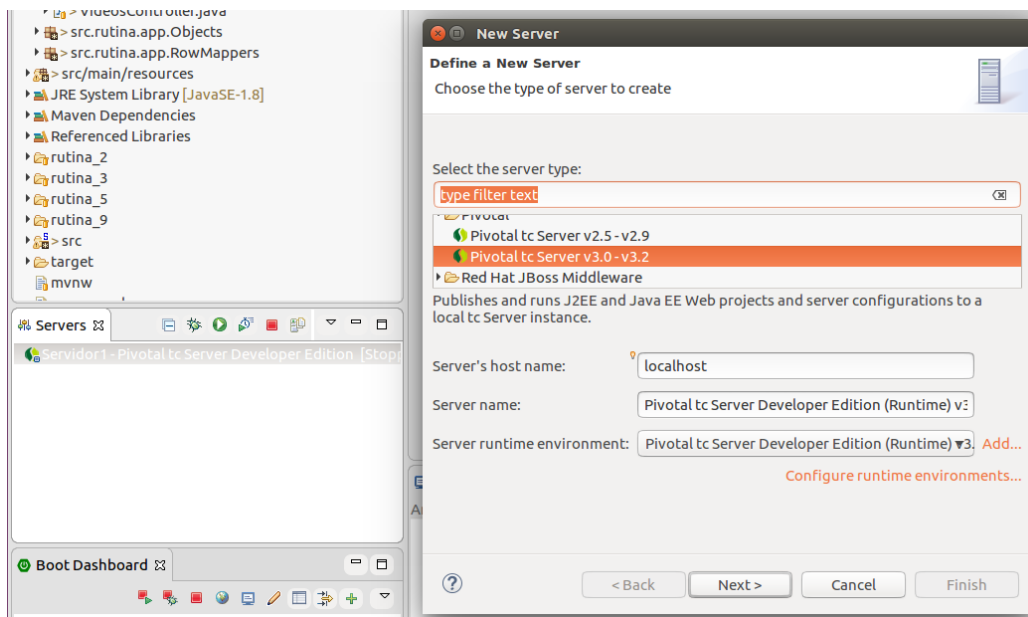 > VideosController.java
> src.rutina.app.Objects
> src.rutina.app.RowMappers
> src/main/resources
JRE System Library [JavaSE-1.8]
Maven Dependencies
Referenced Libraries
rutina_2
rutina_3
rutina_5
rutina_9
> src
target
mvnw
Servers
Servidor1 - Pivotal tc Server Developer Edition [Stopp
Boot Dashboard
New Server
Define a New Server
Choose the type of server to create
Select the server type:
type filter text
Pivotal
Pivotal tc Server v2.5 - v2.9
Pivotal tc Server v3.0 - v3.2
Red Hat JBoss Middleware
Publishes and runs J2EE and Java EE Web projects and server configurations to a
local tc Server instance.
Server's host name: localhost
Server name: Pivotal tc Server Developer Edition (Runtime) v3
Server runtime environment: Pivotal tc Server Developer Edition (Runtime) v3. Add...
Configure runtime environments...
< Back Next > Cancel Finish